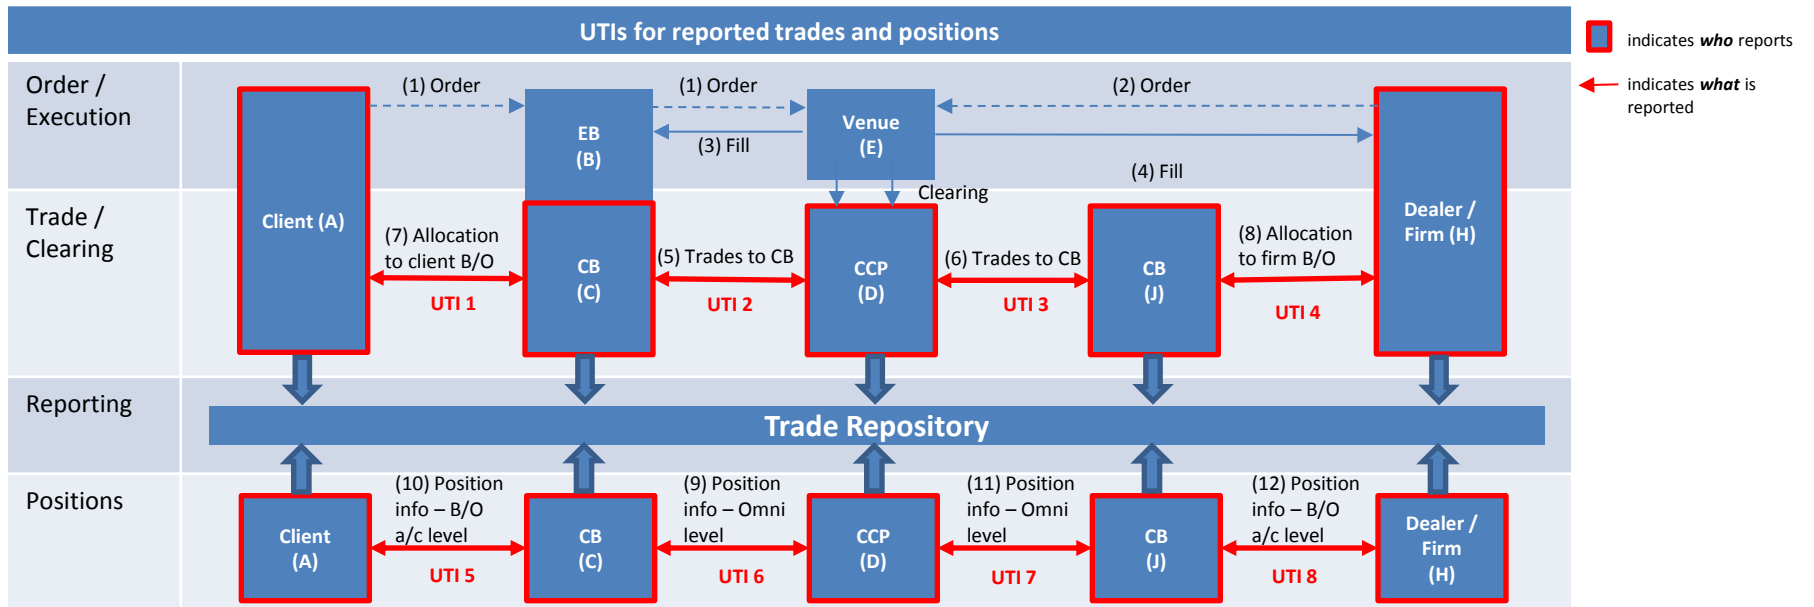 UTIs for reported trades and positions
indicates who reports
indicates what is
reported
Order /
Execution
(1) Order
(1) Order
(2) Order
EB
(B)
Venue
(E)
(3) Fill
(4) Fill
Clearing
Trade /
Clearing
Client (A)
(7) Allocation
to client B/O
UTI 1
CB
(C)
(5) Trades to CB
UTI 2
CCP
(D)
(6) Trades to CB
UTI 3
CB
(J)
(8) Allocation
to firm B/O
UTI 4
Dealer /
Firm (H)
Reporting
Trade Repository
Positions
Client
(A)
(10) Position
info – B/O
a/c level
UTI 5
CB
(C)
(9) Position
info – Omni
level
UTI 6
CCP
(D)
(11) Position
info – Omni
level
UTI 7
CB
(J)
(12) Position
info – B/O
a/c level
UTI 8
Dealer /
Firm
(H)